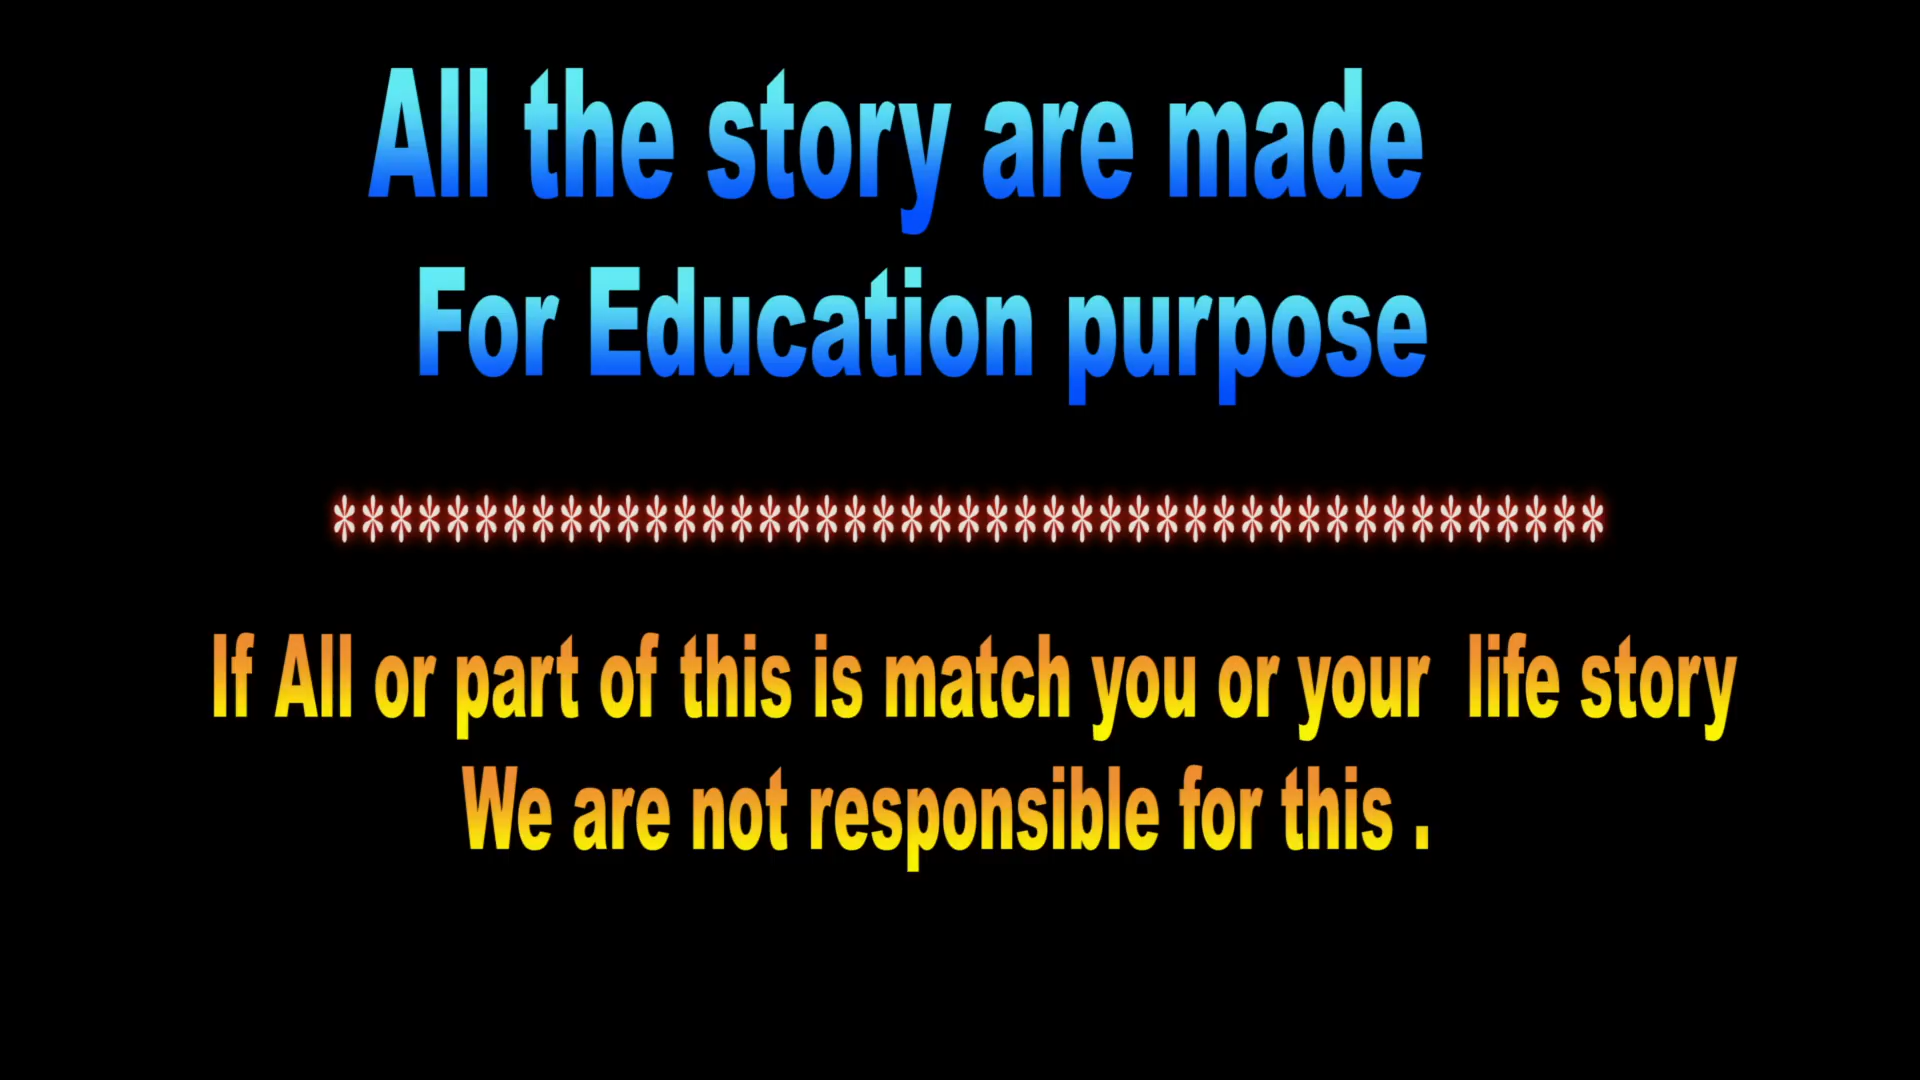 All the story are made
For Education purpose
*********************************************
If All or part of this is match you or your  life story
We are not responsible for this .